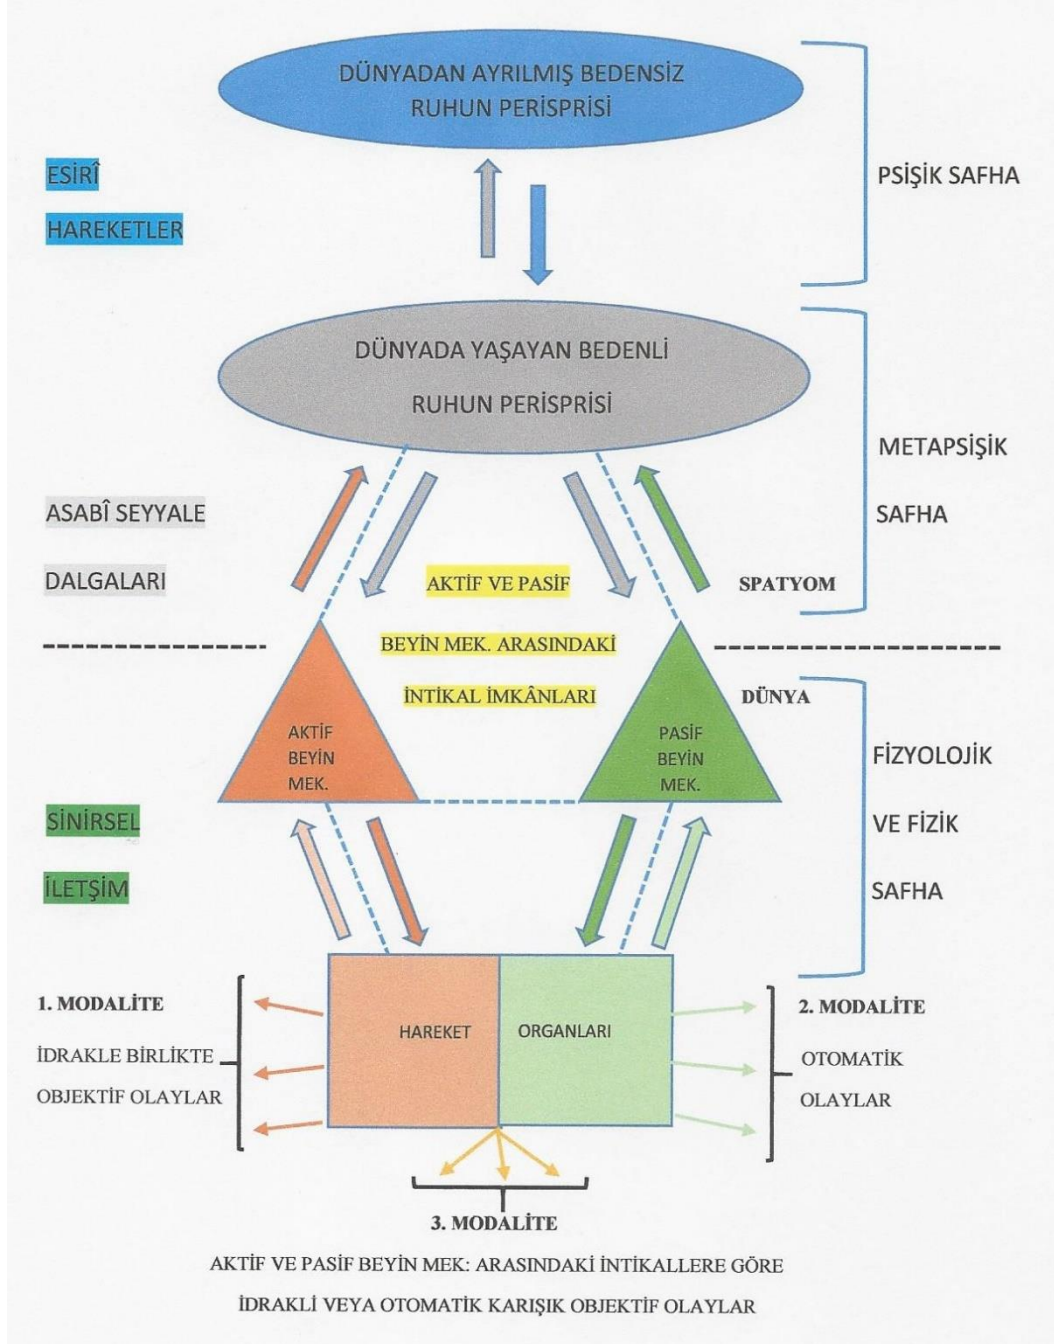 DÜNYADAN AYRILMIŞ BEDENSİZ
RUHUN PERİSPRİSİ
ESİRÎ
HAREKETLER
PSİŞİK SAFHA
DÜNYADA YAŞAYAN BEDENLİ
RUHUN PERİSPRİSİ
METAPSİŞİK
SAFHA
ASABÎ SEYYALE
DALGALARI
AKTİF VE PASİF
BEYİN MEK. ARASINDAKİ
İNTİKAL İMKÂNLARI
SPATYOM
DÜNYA
AKTİF
BEYİN
MEK.
PASİF
BEYİN
MEK.
FİZYOLOJİK
VE FİZİK
SAFHA
SİNİRSEL
İLETŞİM
HAREKET
ORGANLARI
1. MODALİTE
İDRAKLE BİRLİKTE
OBJEKTİF OLAYLAR
2. MODALİTE
OTOMATİK
OLAYLAR
3. MODALİTE
AKTİF VE PASİF BEYİN MEK: ARASINDAKİ İNTİKALLERE GÖRE
İDRAKLİ VEYA OTOMATİK KARIŞIK OBJEKTİF OLAYLAR